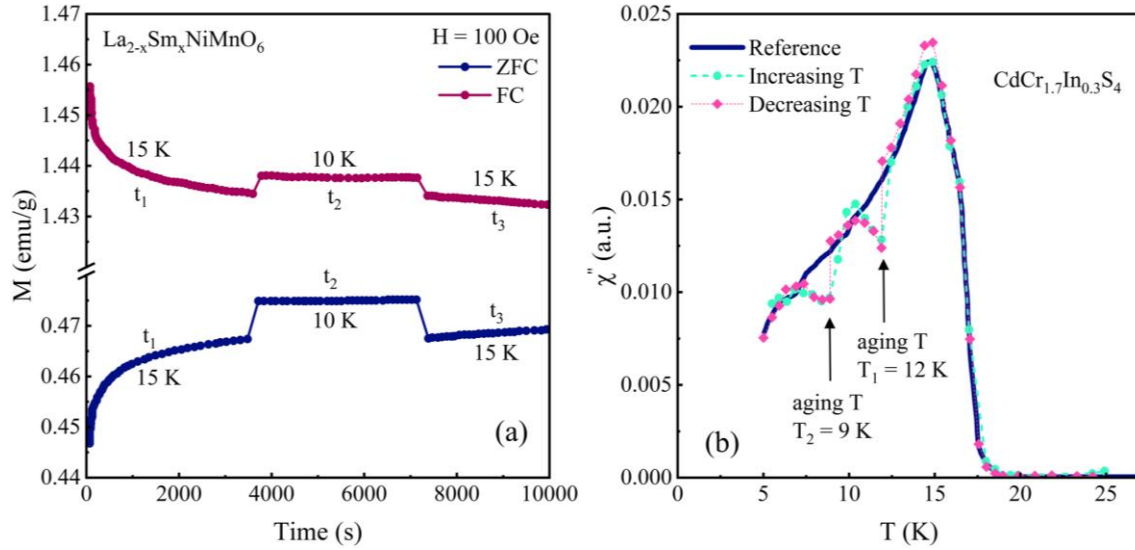 1.47
1.46
1.45
1.44
1.43
0.47
0.46
0.45
0.44
M (emu/g)
La2-xSmxNiMnO6
H = 100 Oe
ZFC
FC
15 K
t1
10 K
t2
15 K
t3
t1
15 K
t2
10 K
t3
15 K
(a)
0
2000
4000
6000
8000
10000
Time (s)
0.025
0.020
0.015
0.010
0.005
0.000
χ" (a.u.)
Reference
Increasing T
Decreasing T
CdCr1.7In0.3S4
aging T
T1 = 12 K
aging T
T2 = 9 K
(b)
0
5
10
15
20
25
T (K)